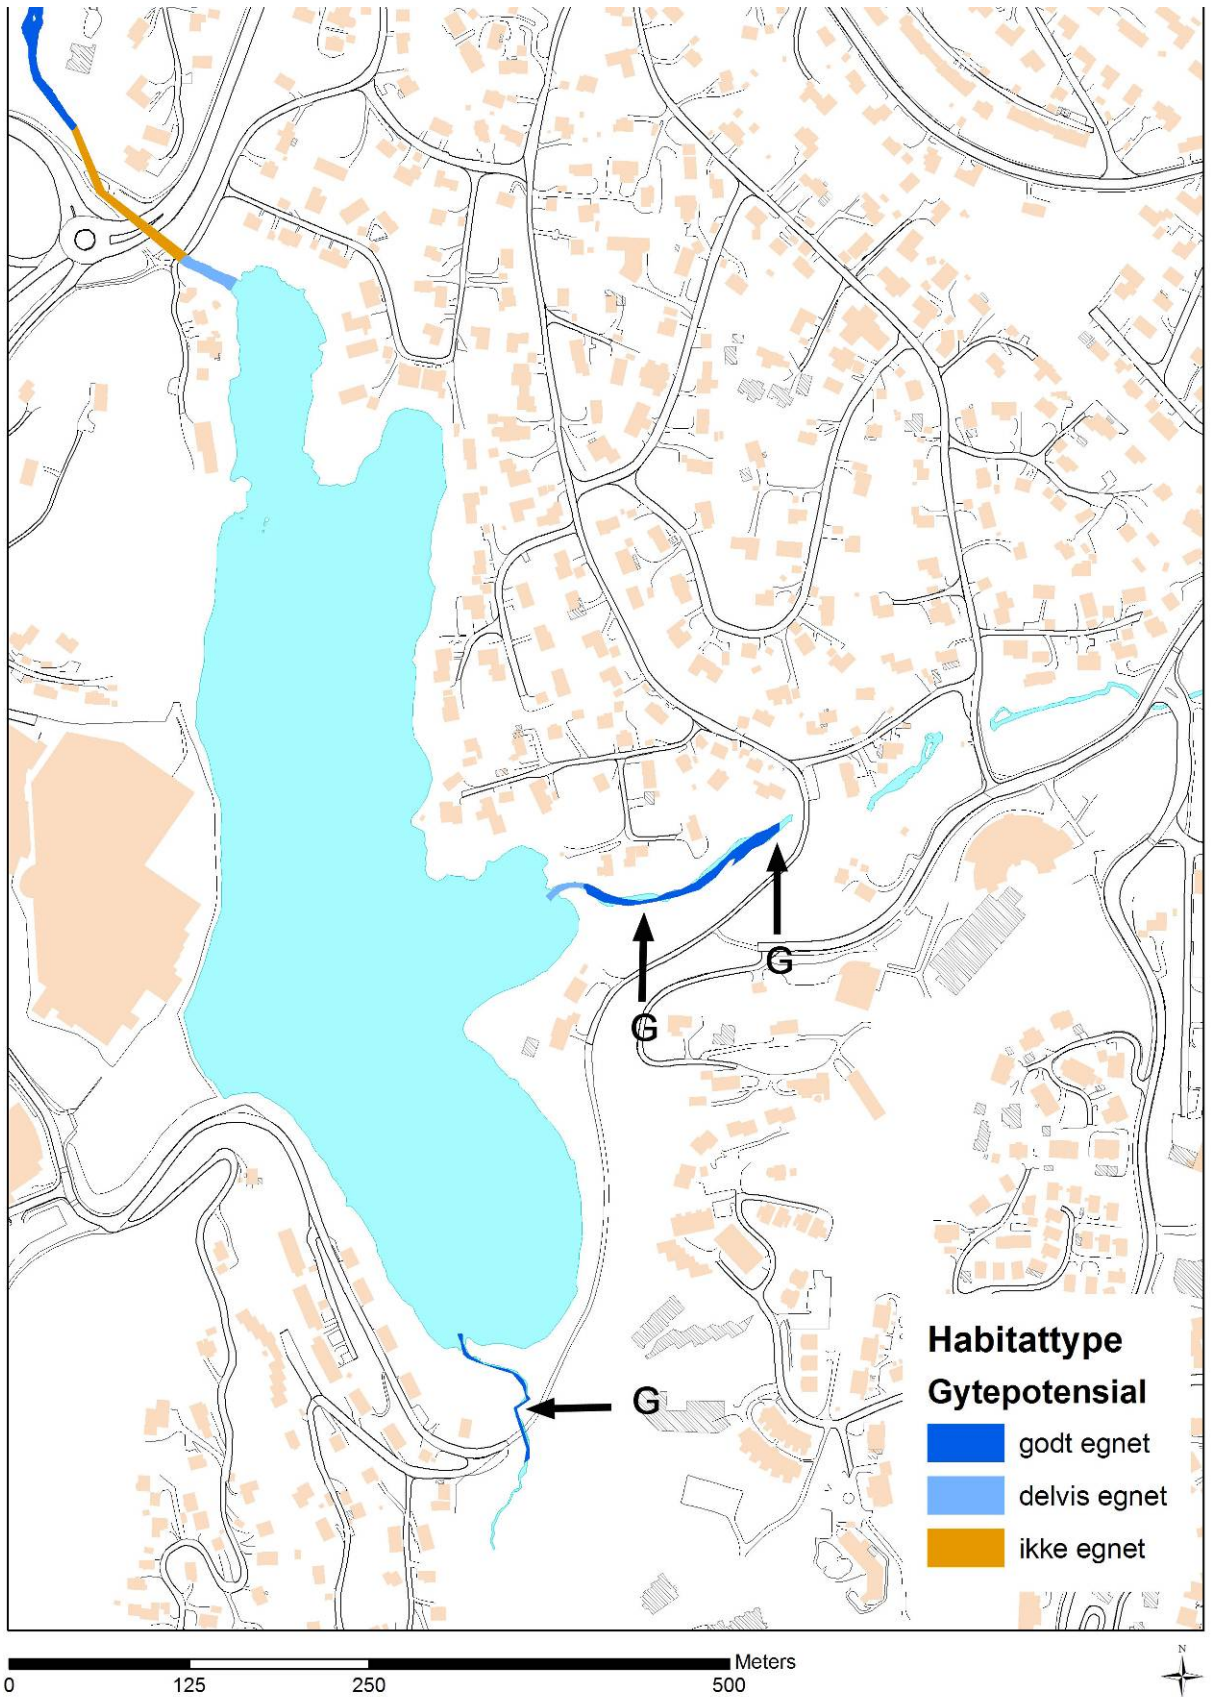 G
G
G
Habitattype
Gytepotensial
godt egnet
delvis egnet
ikke egnet
Meters
0 125 250 500
N